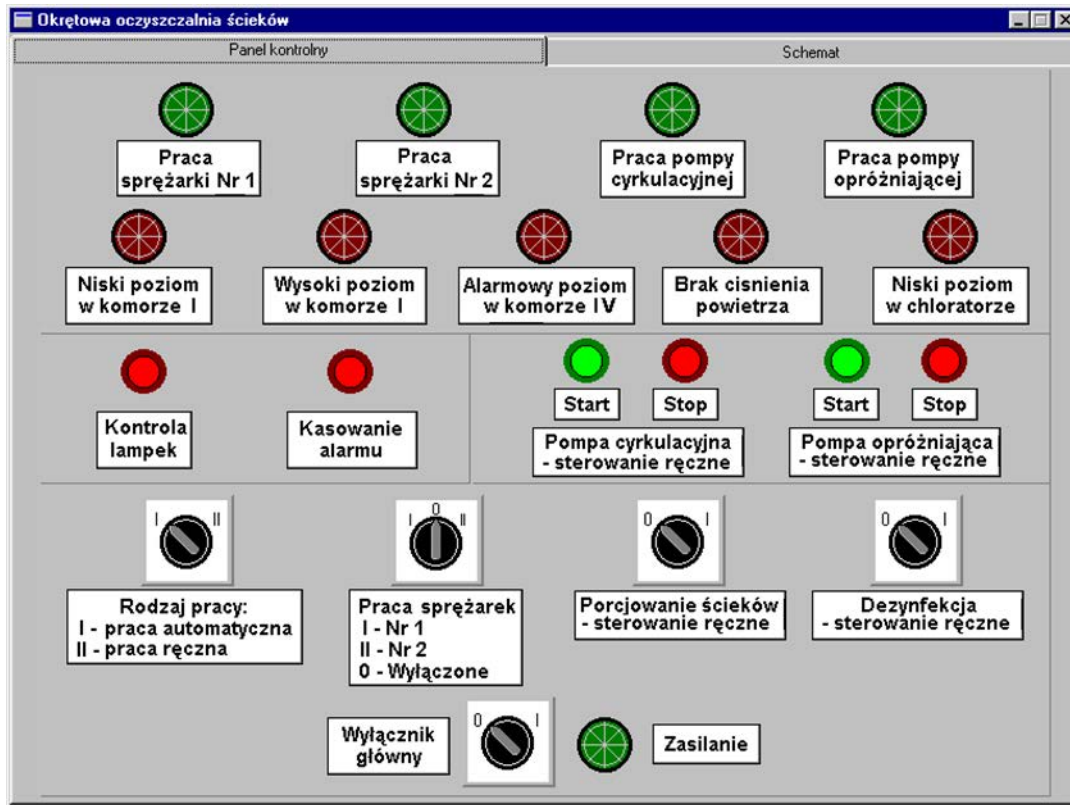 Okrętowa oczyszczalnia ścieków
Panel kontrolny
Schemat
Praca
sprężarki Nr 1
Praca
sprężarki Nr 2
Praca pompy
cyrkulacyjnej
Praca pompy
opróżniającej
Niski poziom
w komorze I
Wysoki poziom
w komorze I
Alarmowy poziom
w komorze IV
Brak cisnienia
powietrza
Niski poziom
w chloratorze
Kontrola
lampek
Kasowanie
alarmu
Start
Stop
Pompa cyrkulacyjna
- sterowanie ręczne
Start
Stop
Pompa opróżniająca
- sterowanie ręczne
I II
Rodzaj pracy:
I - praca automatyczna
II - praca ręczna
I 0 II
Praca sprężarek
I - Nr 1
II - Nr 2
0 - Wyłączone
0 I
Porcjowanie ścieków
- sterowanie ręczne
0 I
Dezynfekcja
- sterowanie ręczne
Wyłącznik
główny
0 I
Zasilanie